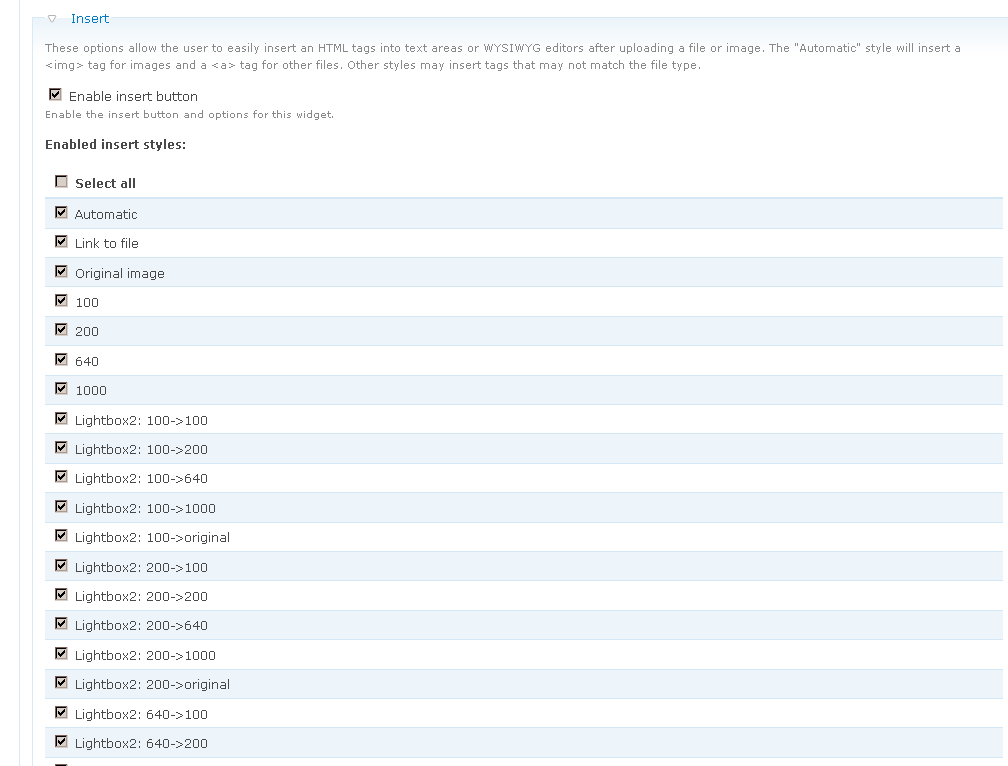 Insert
These options allow the user to easily insert an HTML tags into text areas or WYSIWYG editors after uploading a file or image. The "Automatic" style will insert a
<img> tag for images and a <a> tag for other files. Other styles may insert tags that may not match the file type.
Enable insert button
Enable the insert button and options for this widget.
Enabled insert styles:
Select all
Automatic
Link to file
Original image
100
200
640
1000
Lightbox2: 100->100
Lightbox2: 100->200
Lightbox2: 100->640
Lightbox2: 100->1000
Lightbox2: 100->original
Lightbox2: 200->100
Lightbox2: 200->200
Lightbox2: 200->640
Lightbox2: 200->1000
Lightbox2: 200->original
Lightbox2: 640->100
Lightbox2: 640->200